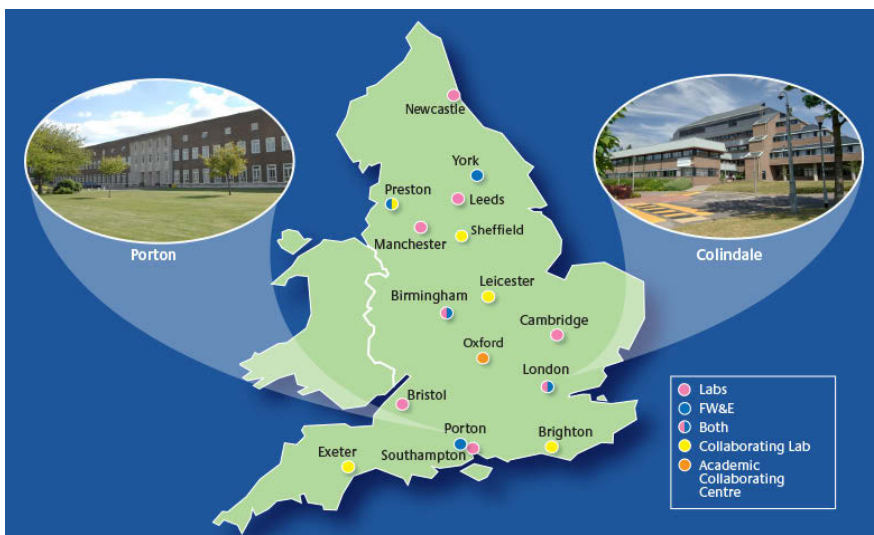 Newcastle
York
Preston
Leeds
Manchester
Sheffield
Porton
Colindale
Leicester
Birmingham
Cambridge
Oxford
London
Bristol
Porton
Brighton
Exeter
Southampton
Labs
FW&E
Both
Collaborating Lab
Academic
Collaborating
Centre